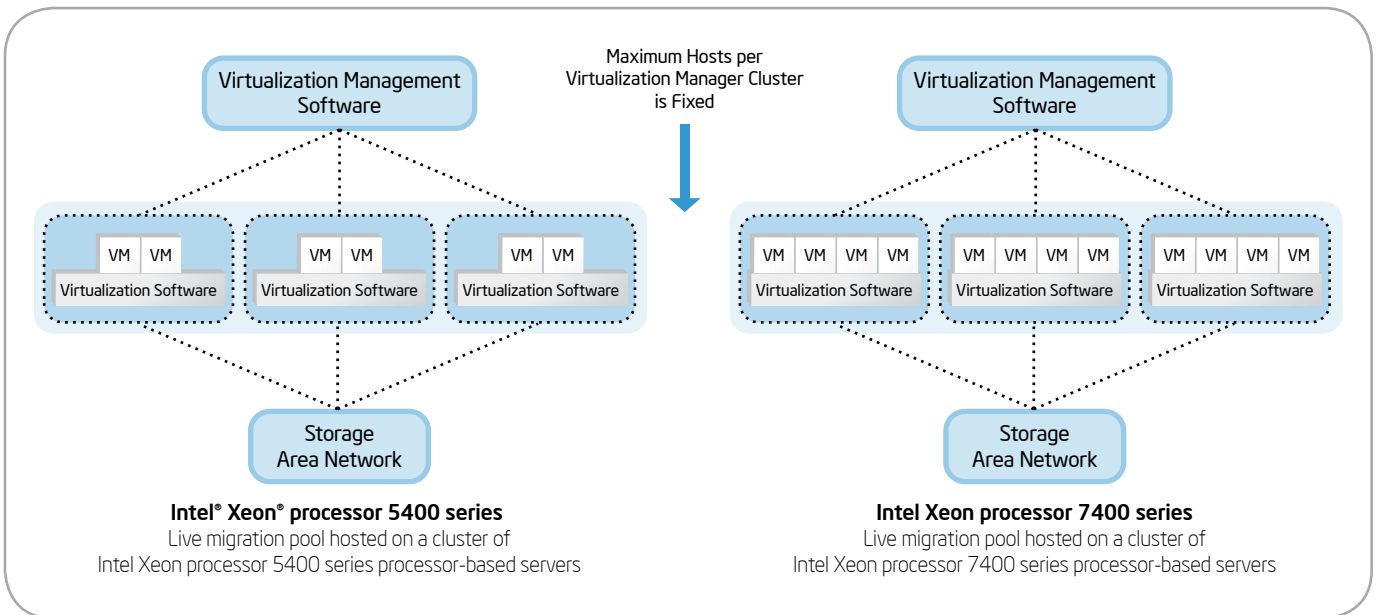 Virtualization Management
Software
Maximum Hosts per
Virtualization Manager Cluster
is Fixed
Virtualization Management
Software
VM VM
Virtualization Software
VM VM
Virtualization Software
VM VM
Virtualization Software
VM VM VM VM
Virtualization Software
VM VM VM VM
Virtualization Software
VM VM VM VM
Virtualization Software
Storage
Area Network
Storage
Area Network
Intel® Xeon® processor 5400 series
Live migration pool hosted on a cluster of
Intel Xeon processor 5400 series processor-based servers
Intel Xeon processor 7400 series
Live migration pool hosted on a cluster of
Intel Xeon processor 7400 series processor-based servers